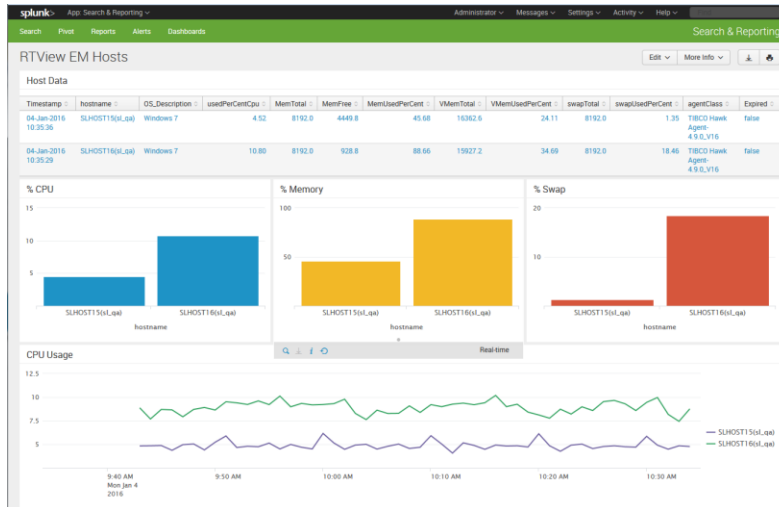 splunk> App: Search & Reporting Administrator Messages Settings Activity Help
Search Pivot Reports Alerts Dashboards Search & Reporting
RTView EM Hosts Edit More Info
Host Data
Timestamp hostname OS_Description usedPerCentCpu MemTotal MemFree MemUsedPerCent VMemTotal VMemUsedPerCent swapTotal swapUsedPerCent agentClass Expired
04-Jan-2016 SLHOST15(sl_qa) Windows 7 4.52 8192.0 4449.8 45.68 16362.6 24.11 8192.0 1.35 TIBCO Hawk false
10:35:36 Agent-
4.9.0_V16
04-Jan-2016 SLHOST16(sl_qa) Windows 7 10.80 8192.0 928.8 88.66 15927.2 34.69 8192.0 18.46 TIBCO Hawk false
10:35:29 Agent-
4.9.0_V16
% CPU
15
10
5
SLHOST15(sl_qa) SLHOST16(sl_qa)
hostname
% Memory
100
50
SLHOST15(sl_qa) SLHOST16(sl_qa)
hostname
% Swap
20
10
SLHOST15(sl_qa) SLHOST16(sl_qa)
hostname
Real-time
CPU Usage
12.5
10
7.5
5
SLHOST15(sl_qa)
SLHOST16(sl_qa)
9:40 AM 9:50 AM 10:00 AM 10:10 AM 10:20 AM 10:30 AM
Mon Jan 4
2016